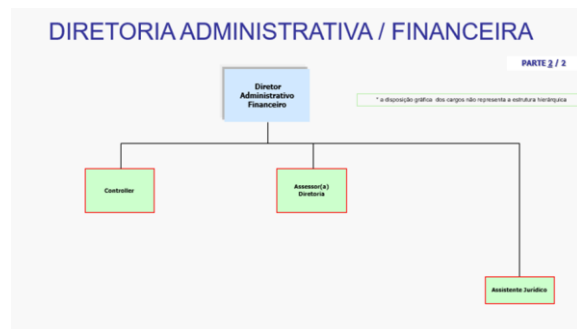 DIRETORIA ADMINISTRATIVA / FINANCEIRA
PARTE 2 / 2
Diretor
Administrativo
Financeiro
* a disposição gráfica dos cargos não representa a estrutura hierárquica
Controller
Assessor(a)
Diretoria
Assistente Jurídico